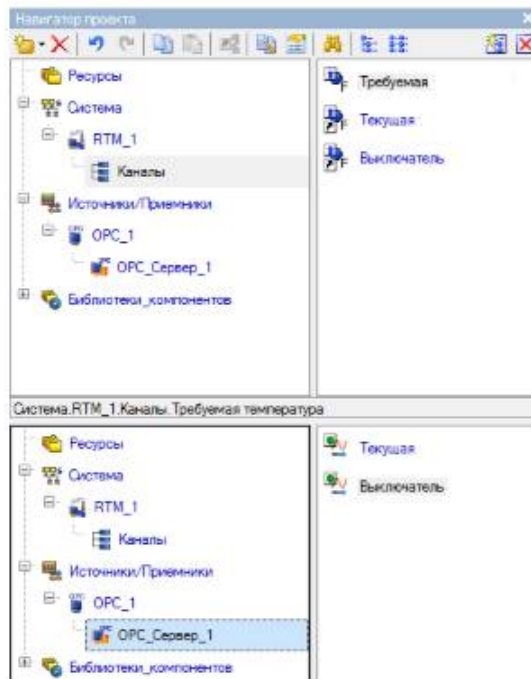 Навигатор проекта
Ресурсы
Система
RTM_1
Каналы
Источники/Приемники
OPC_1
OPC_Сервер_1
Библиотеки_компонентов
Требуемая
Текущая
Выключатель
Система.RTM_1.Каналы.Требуемая температура
Ресурсы
Система
RTM_1
Каналы
Источники/Приемники
OPC_1
OPC_Сервер_1
Библиотеки_компонентов
Текущая
Выключатель